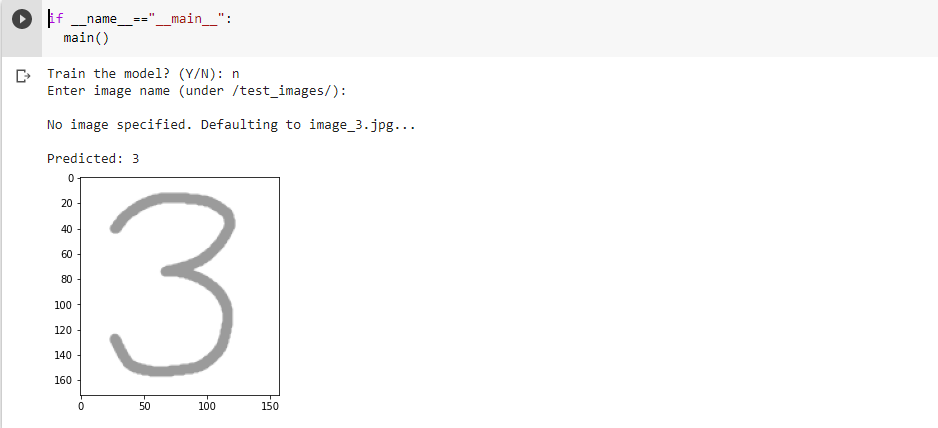 if __name__=="__main__":
  main()
Train the model? (Y/N): n
Enter image name (under /test_images/):
No image specified. Defaulting to image_3.jpg...
Predicted: 3
0
20
40
60
80
100
120
140
160
3
0 50 100 150